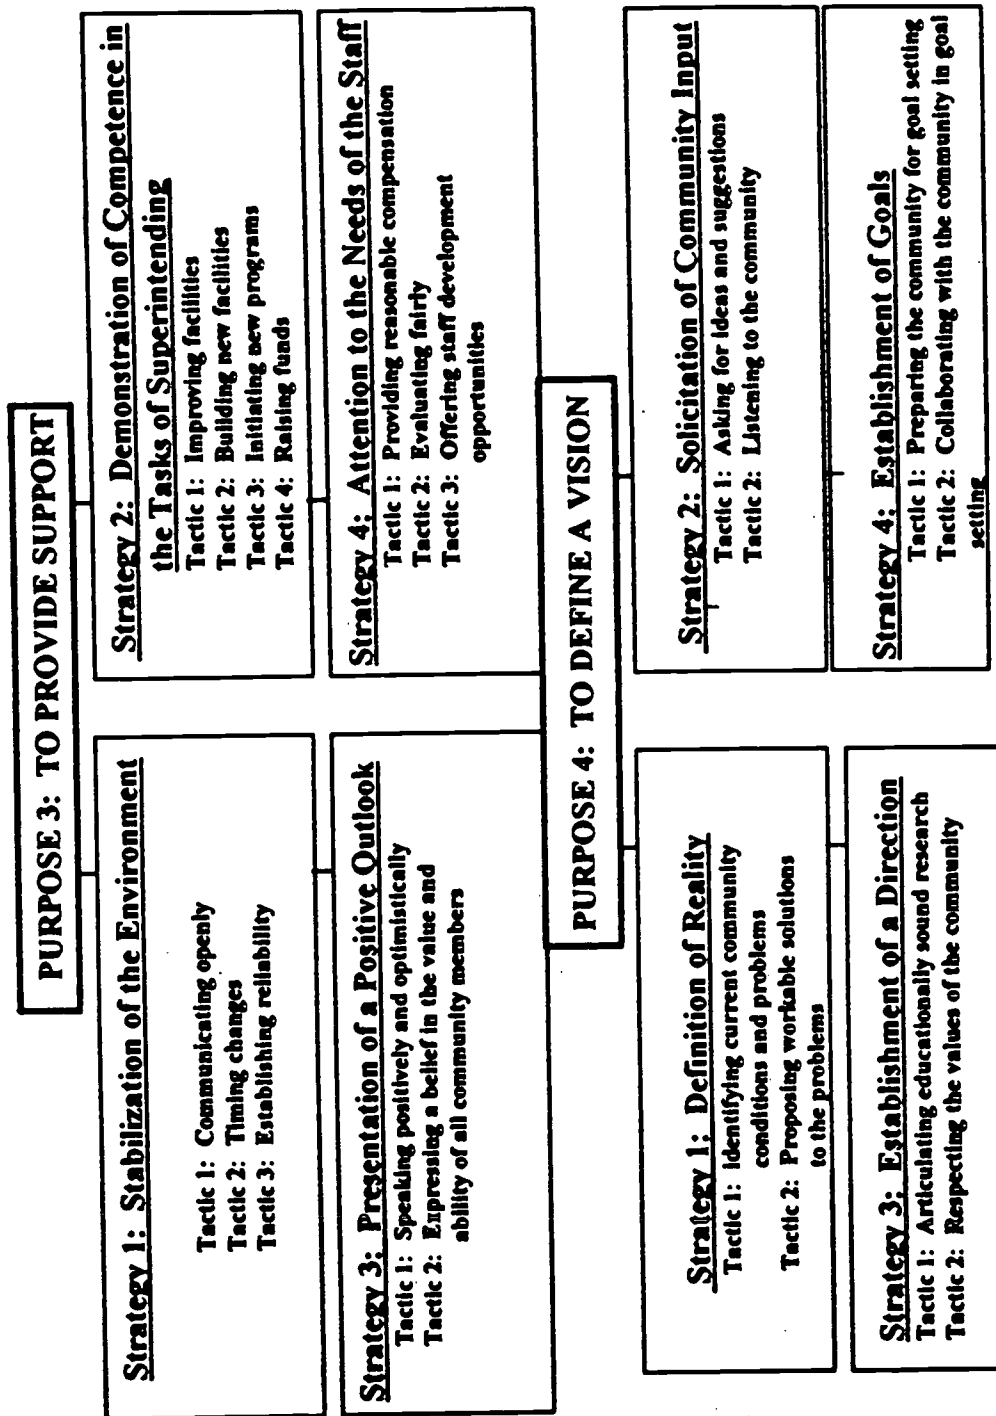 PURPOSE 3: TO PROVIDE SUPPORT
Strategy 1: Stabilization of the Environment
Tactic 1: Communicating openly
Tactic 2: Timing changes
Tactic 3: Establishing reliability
Strategy 2: Demonstration of Competence in
the Tasks of Superintending
Tactic 1: Improving facilities
Tactic 2: Building new facilities
Tactic 3: Initiating new programs
Tactic 4: Raising funds
Strategy 3: Presentation of a Positive Outlook
Tactic 1: Speaking positively and optimistically
Tactic 2: Expressing a belief in the value and
ability of all community members
Strategy 4: Attention to the Needs of the Staff
Tactic 1: Providing reasonable compensation
Tactic 2: Evaluating fairly
Tactic 3: Offering staff development
opportunities
PURPOSE 4: TO DEFINE A VISION
Strategy 1: Definition of Reality
Tactic 1: Identifying current community
conditions and problems
Tactic 2: Proposing workable solutions
to the problems
Strategy 2: Solicitation of Community Input
Tactic 1: Asking for ideas and suggestions
Tactic 2: Listening to the community
Strategy 3: Establishment of a Direction
Tactic 1: Articulating educationally sound research
Tactic 2: Respecting the values of the community
Strategy 4: Establishment of Goals
Tactic 1: Preparing the community for goal setting
Tactic 2: Collaborating with the community in goal
setting